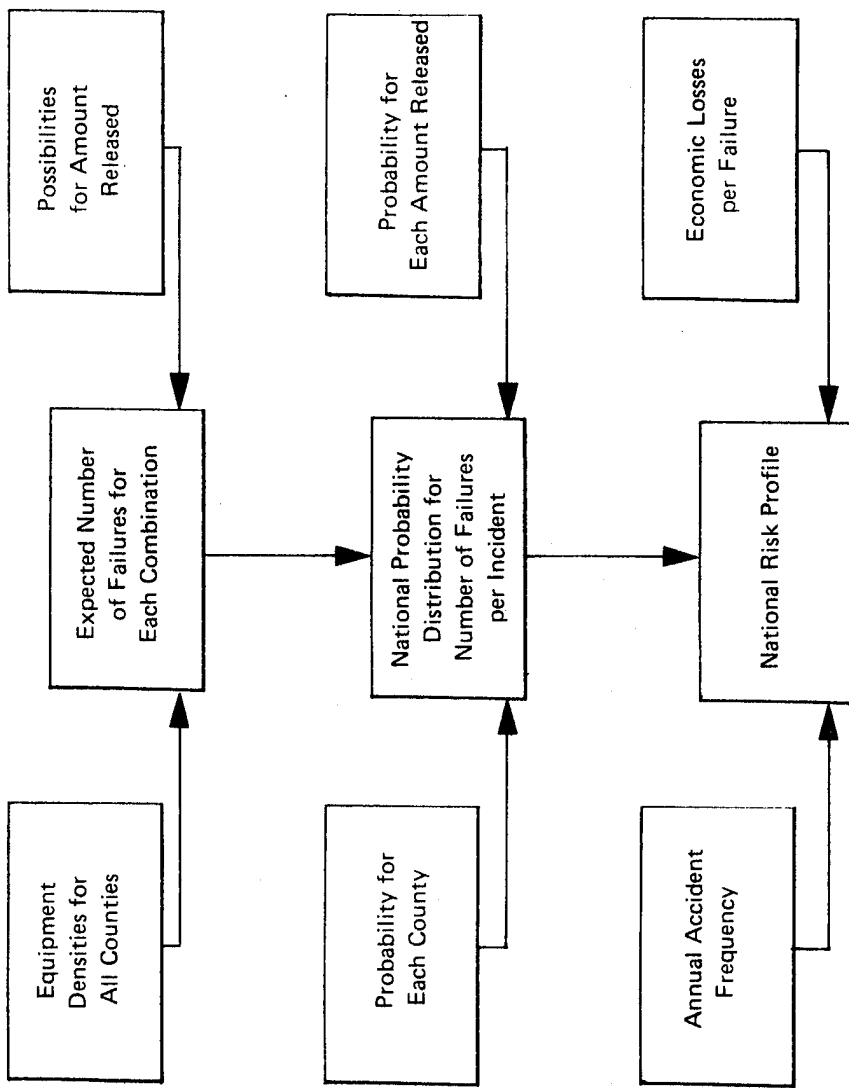 Possibilities
for Amount
Released
Expected Number
of Failures for
Each Combination
Equipment
Densities for
All Counties
Probability for
Each Amount Released
National Probability
Distribution for
Number of Failures
per Incident
Probability for
Each County
Economic Losses
per Failure
National Risk Profile
Annual Accident
Frequency